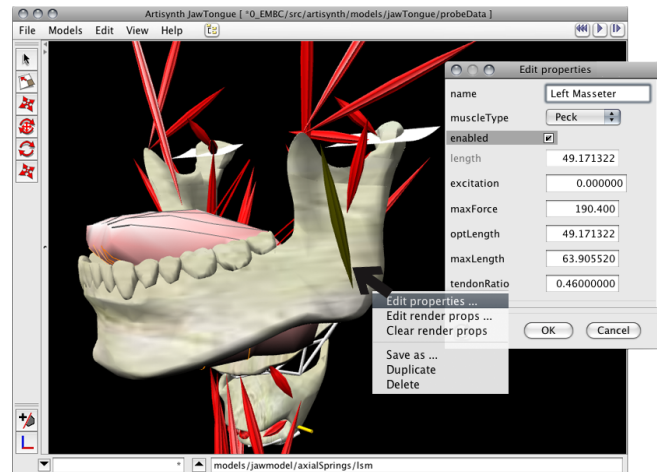 Artisynth JawTongue [ *0_EMBC/src/artisynth/models/jawTongue/probeData ]
File Models Edit View Help
Edit properties
name Left Masseter
muscleType Peck
enabled
length 49.171322
excitation 0.000000
maxForce 190.400
optLength 49.171322
maxLength 63.905520
tendonRatio 0.46000000
OK Cancel
Edit properties ...
Edit render props ...
Clear render props
Save as ...
Duplicate
Delete
* models/jawmodel/axialSprings/lsm